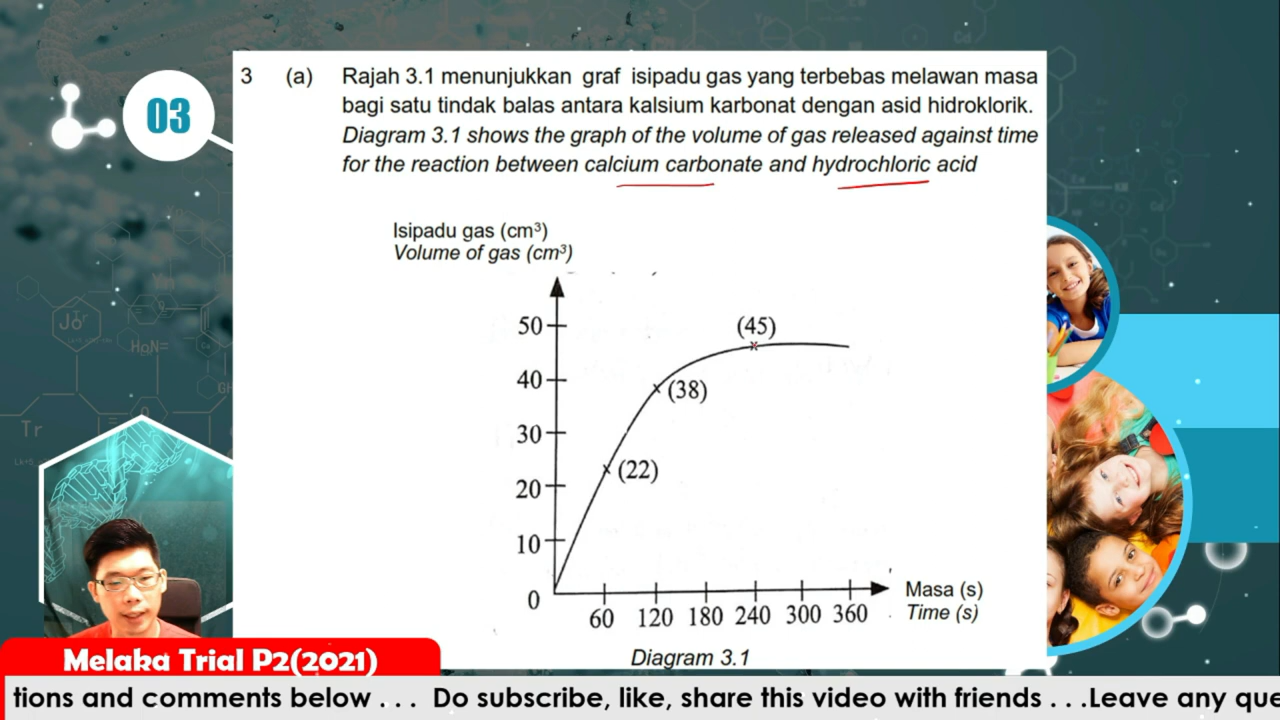 03
3 (a) Rajah 3.1 menunjukkan graf isipadu gas yang terbebas melawan masa
bagi satu tindak balas antara kalsium karbonat dengan asid hidroklorik.
Diagram 3.1 shows the graph of the volume of gas released against time
for the reaction between calcium carbonate and hydrochloric acid
Isipadu gas (cm³)
Volume of gas (cm³)
50
(45)
40
(38)
30
(22)
20
10
0
60 120 180 240 300 360
Masa (s)
Time (s)
Diagram 3.1
Melaka Trial P2(2021)
tions and comments below . . . Do subscribe, like, share this video with friends . . .Leave any que